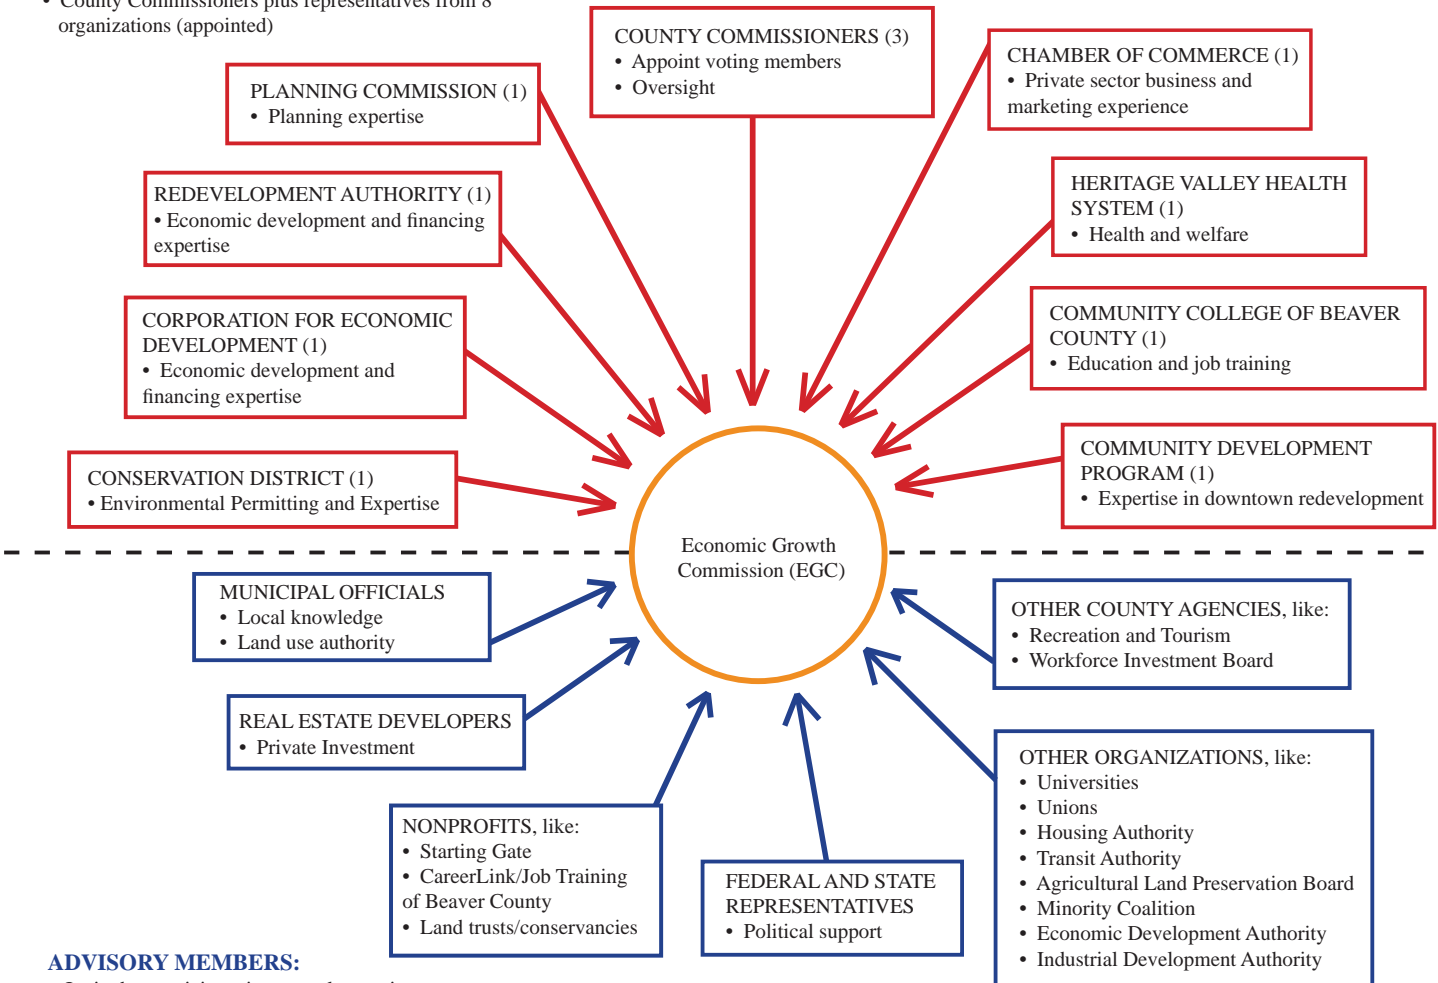 • County Commissioners plus representatives from 8
organizations (appointed)
COUNTY COMMISSIONERS (3)
• Appoint voting members
• Oversight
CHAMBER OF COMMERCE (1)
• Private sector business and
marketing experience
PLANNING COMMISSION (1)
• Planning expertise
REDEVELOPMENT AUTHORITY (1)
• Economic development and financing
expertise
HERITAGE VALLEY HEALTH
SYSTEM (1)
• Health and welfare
CORPORATION FOR ECONOMIC
DEVELOPMENT (1)
• Economic development and
financing expertise
COMMUNITY COLLEGE OF BEAVER
COUNTY (1)
• Education and job training
CONSERVATION DISTRICT (1)
• Environmental Permitting and Expertise
COMMUNITY DEVELOPMENT
PROGRAM (1)
• Expertise in downtown redevelopment
Economic Growth
Commission (EGC)
MUNICIPAL OFFICIALS
• Local knowledge
• Land use authority
OTHER COUNTY AGENCIES, like:
• Recreation and Tourism
• Workforce Investment Board
REAL ESTATE DEVELOPERS
• Private Investment
NONPROFITS, like:
• Starting Gate
• CareerLink/Job Training
of Beaver County
• Land trusts/conservancies
FEDERAL AND STATE
REPRESENTATIVES
• Political support
OTHER ORGANIZATIONS, like:
• Universities
• Unions
• Housing Authority
• Transit Authority
• Agricultural Land Preservation Board
• Minority Coalition
• Economic Development Authority
• Industrial Development Authority
ADVISORY MEMBERS: